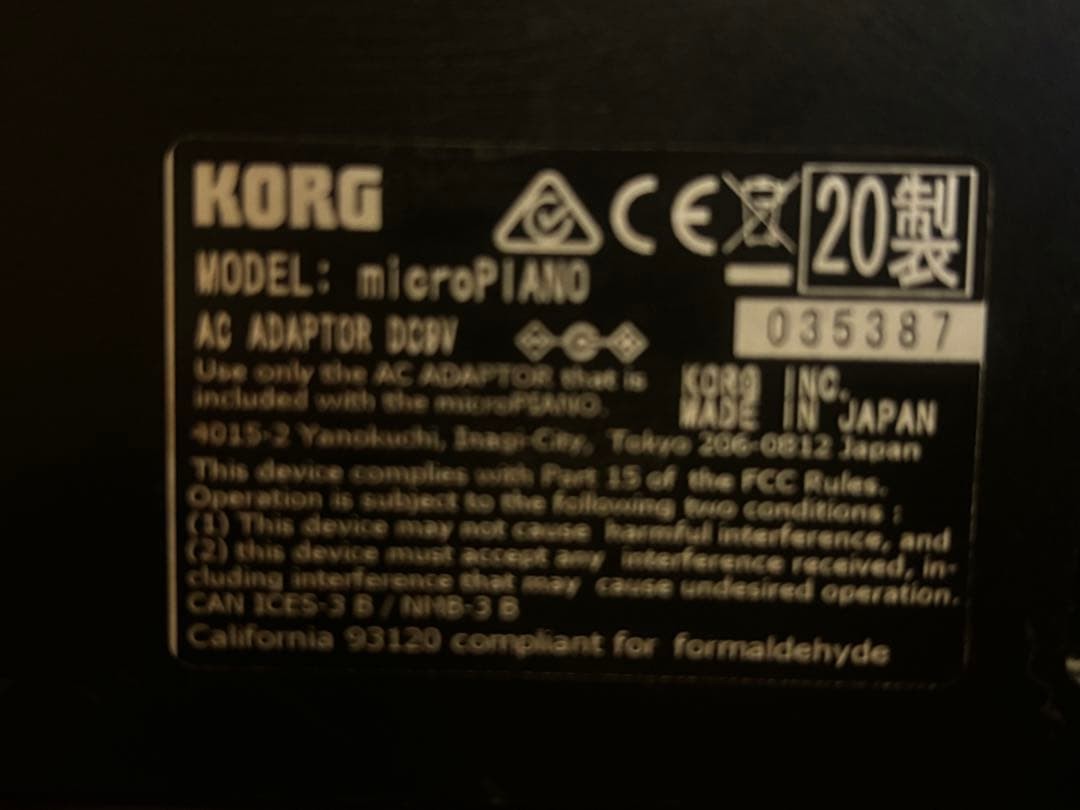 KORG
20製
MODEL: microPIANO
035387
AC ADAPTOR DC9V
Use only the AC ADAPTOR that is
included with the microPIANO.
KORG INC.
MADE IN JAPAN
4015-2 Yanokuchi, Inagi-City, Tokyo 206-0812 Japan
This device complies with Part 15 of the FCC Rules.
Operation is subject to the following two conditions :
(1) This device may not cause harmful interference, and
(2) this device must accept any interference received, in-
cluding interference that may cause undesired operation.
CAN ICES-3 B / NMB-3 B
California 93120 compliant for formaldehyde